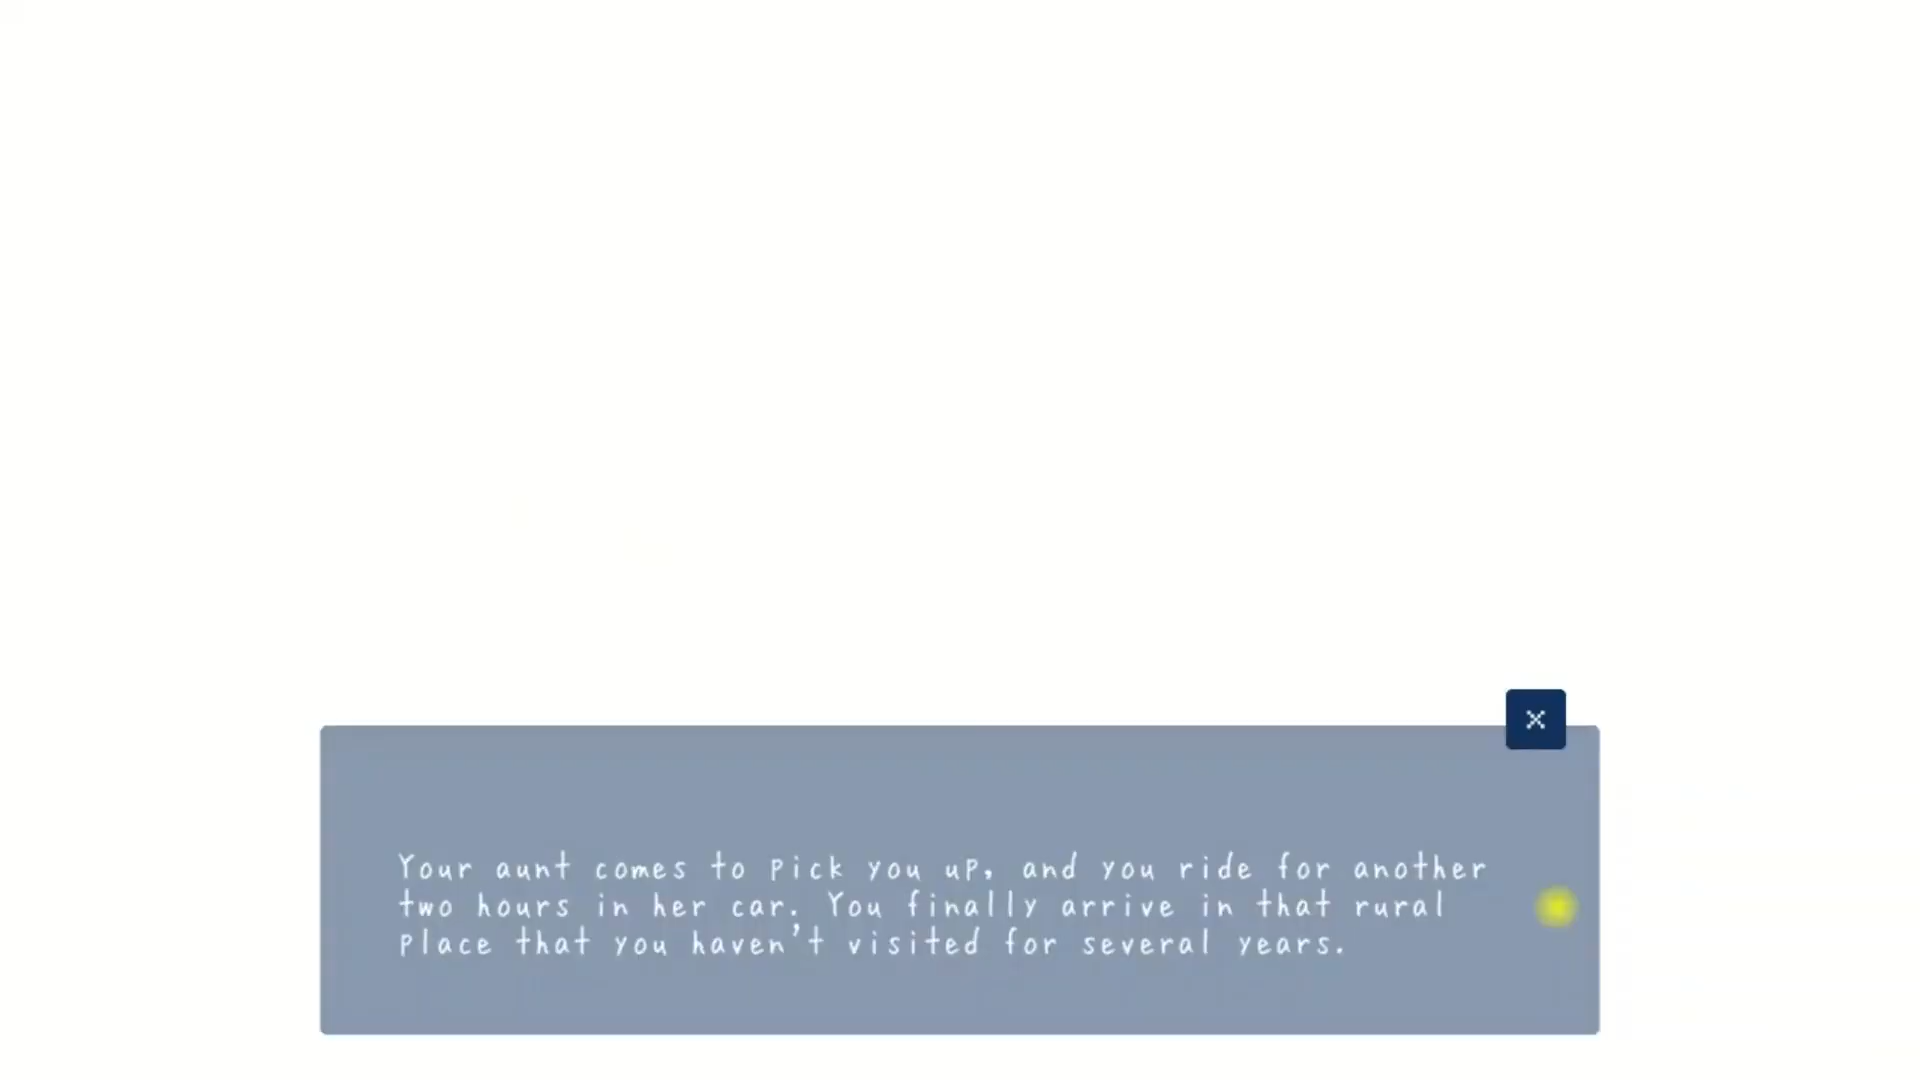 Your aunt comes to pick you up, and you ride for another
two hours in her car. You finally arrive in that rural
place that you haven't visited for several years.